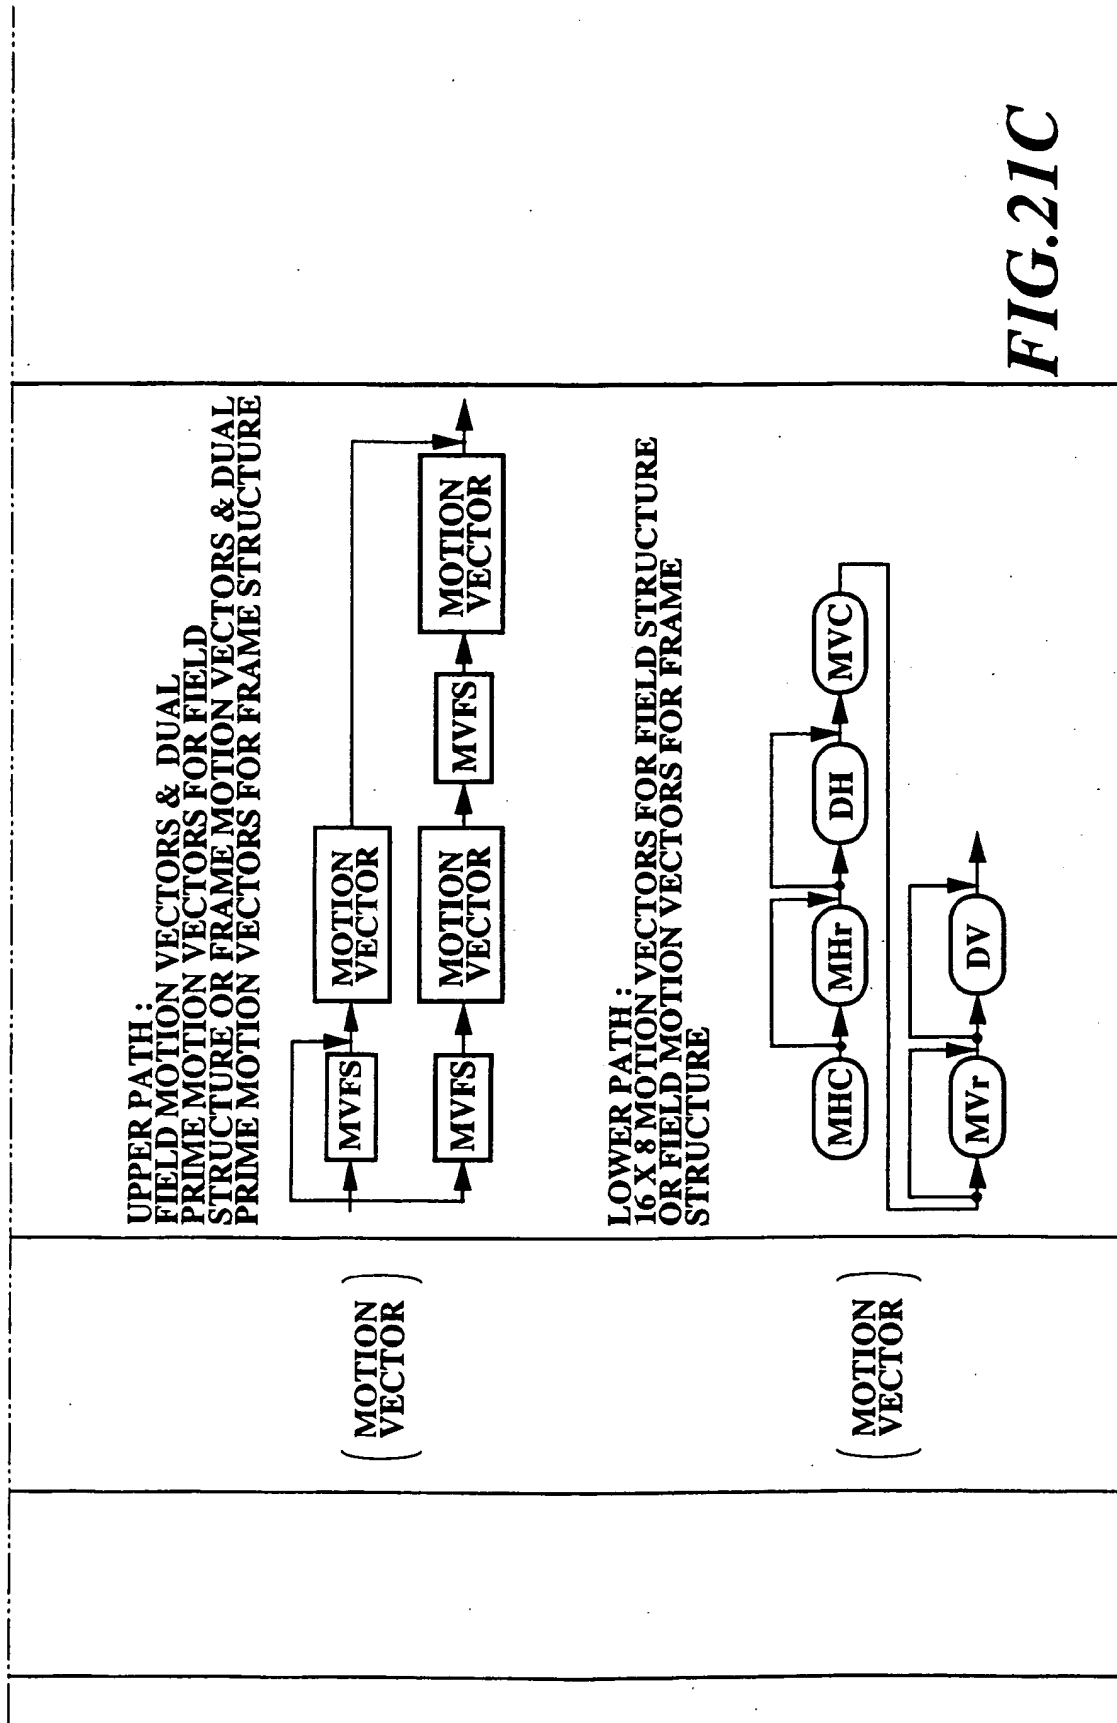 UPPER PATH :
FIELD MOTION VECTORS & DUAL
PRIME MOTION VECTORS FOR FIELD
STRUCTURE OR FRAME MOTION VECTORS & DUAL
PRIME MOTION VECTORS FOR FRAME STRUCTURE
MOTION
VECTOR
MVFS
MOTION
VECTOR
MVFS
MOTION
VECTOR
MVFS
MOTION
VECTOR
LOWER PATH :
16 X 8 MOTION VECTORS FOR FIELD STRUCTURE
OR FIELD MOTION VECTORS FOR FRAME
STRUCTURE
MOTION
VECTOR
MHC
MHr
DH
MVC
MVr
DV
FIG.21C